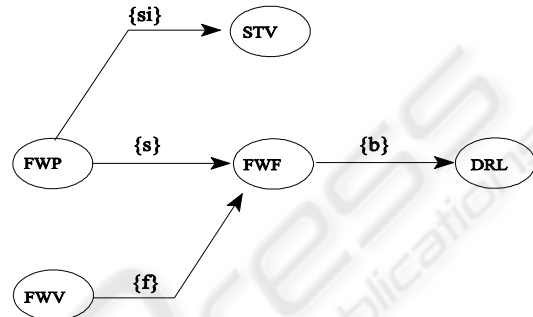 {si}
STV
FWP
{s}
FWF
{b}
DRL
FWV
{f}